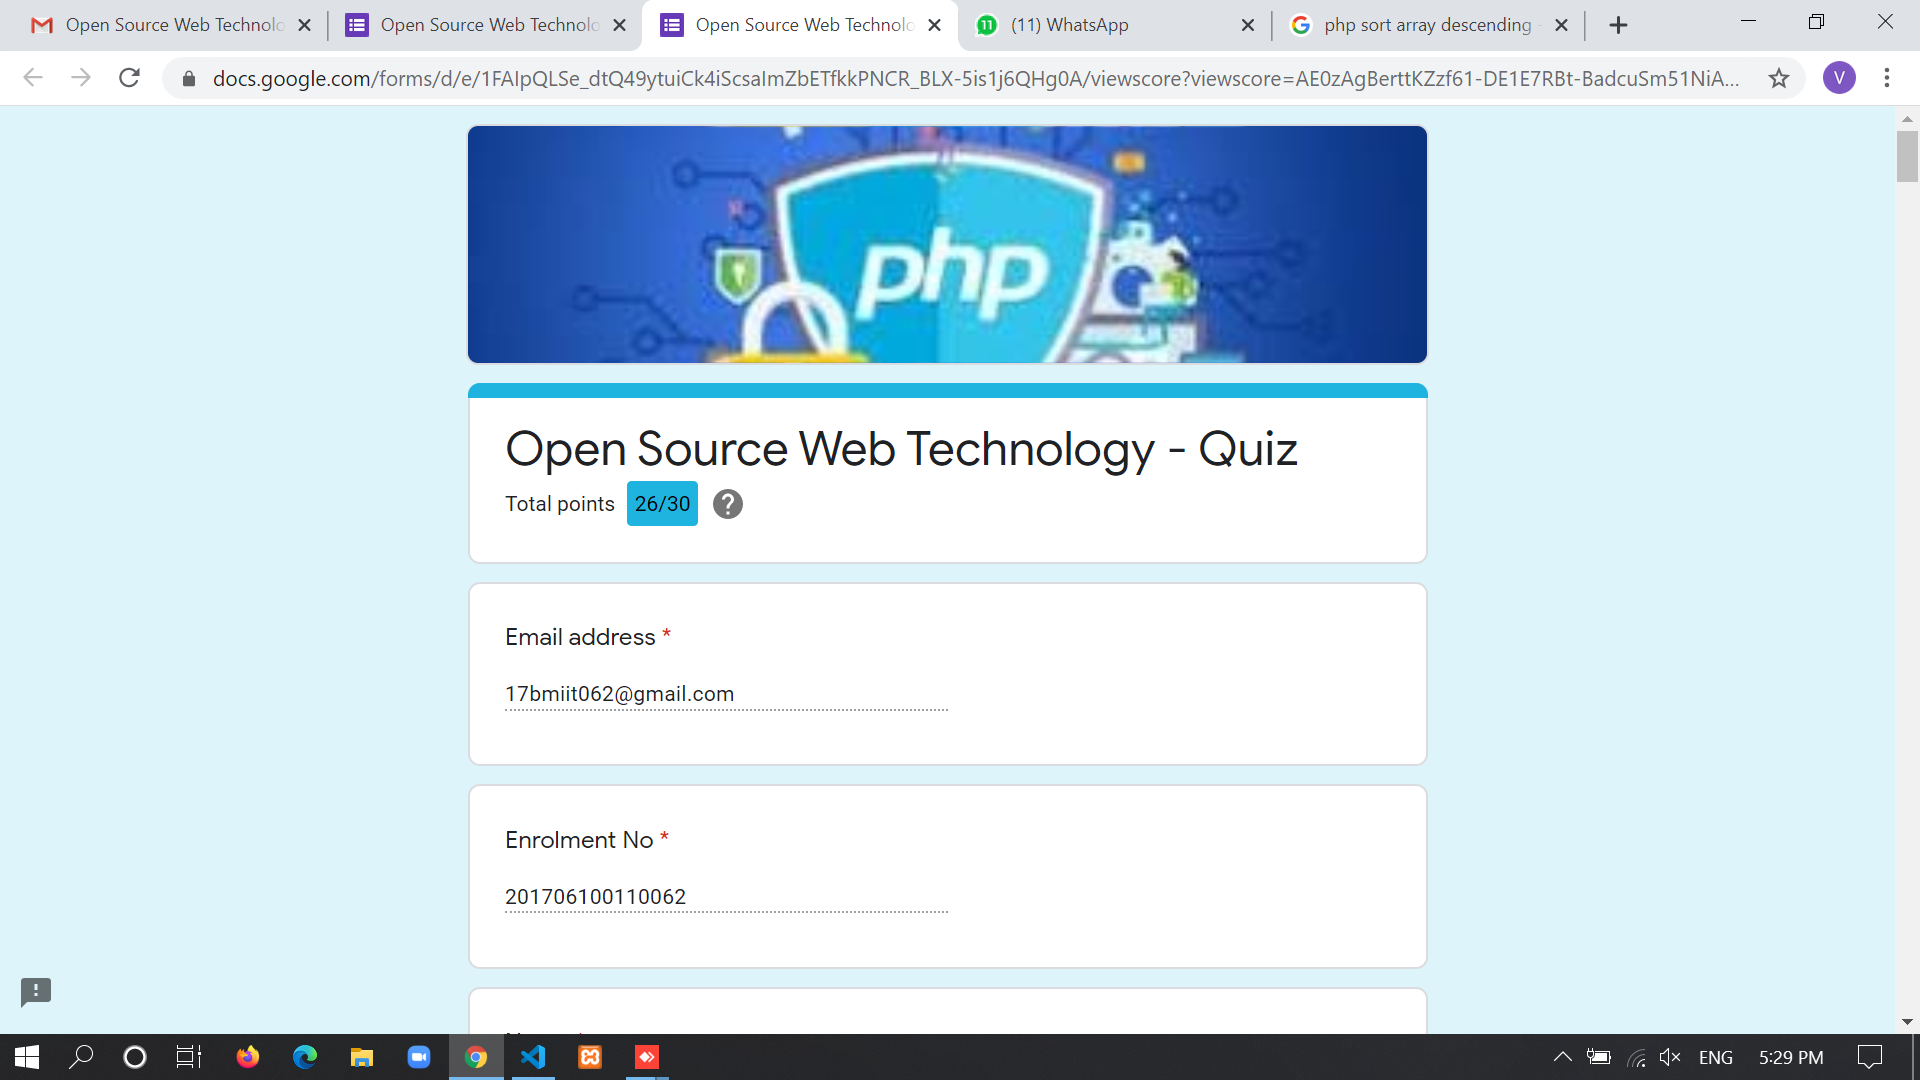 Open Source Web Technolo
Open Source Web Technolo
Open Source Web Technolo
11
(11) WhatsApp
php sort array descending -
docs.google.com/forms/d/e/1FAIpQLSe_dtQ49ytuiCk4iScsaImZbETfkkPNCR_BLX-5is1j6QHg0A/viewscore?viewscore=AE0zAgBerttKZzf61-DE1E7RBt-BadcuSm51NiA...
V
php
Open Source Web Technology - Quiz
Total points 26/30
Email address *
17bmiit062@gmail.com
Enrolment No *
201706100110062
ENG
5:29 PM